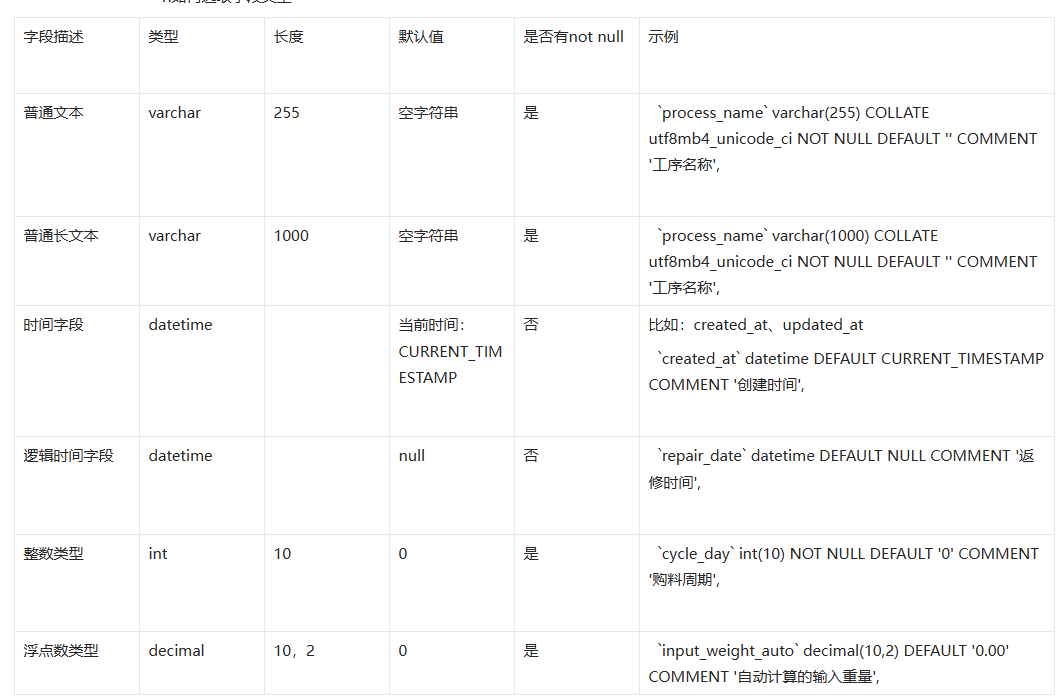 字段描述
类型
长度
默认值
是否有not null
示例
普通文本
varchar
255
空字符串
是
`process_name` varchar(255) COLLATE
utf8mb4_unicode_ci NOT NULL DEFAULT '' COMMENT
'工序名称',
普通长文本
varchar
1000
空字符串
是
`process_name` varchar(1000) COLLATE
utf8mb4_unicode_ci NOT NULL DEFAULT '' COMMENT
'工序名称',
时间字段
datetime
当前时间：
CURRENT_TIM
ESTAMP
否
比如：created_at、updated_at
`created_at` datetime DEFAULT CURRENT_TIMESTAMP
COMMENT '创建时间',
逻辑时间字段
datetime
null
否
`repair_date` datetime DEFAULT NULL COMMENT '返
修时间',
整数类型
int
10
0
是
`cycle_day` int(10) NOT NULL DEFAULT '0' COMMENT
'购料周期',
浮点数类型
decimal
10，2
0
是
`input_weight_auto` decimal(10,2) DEFAULT '0.00'
COMMENT '自动计算的输入重量',